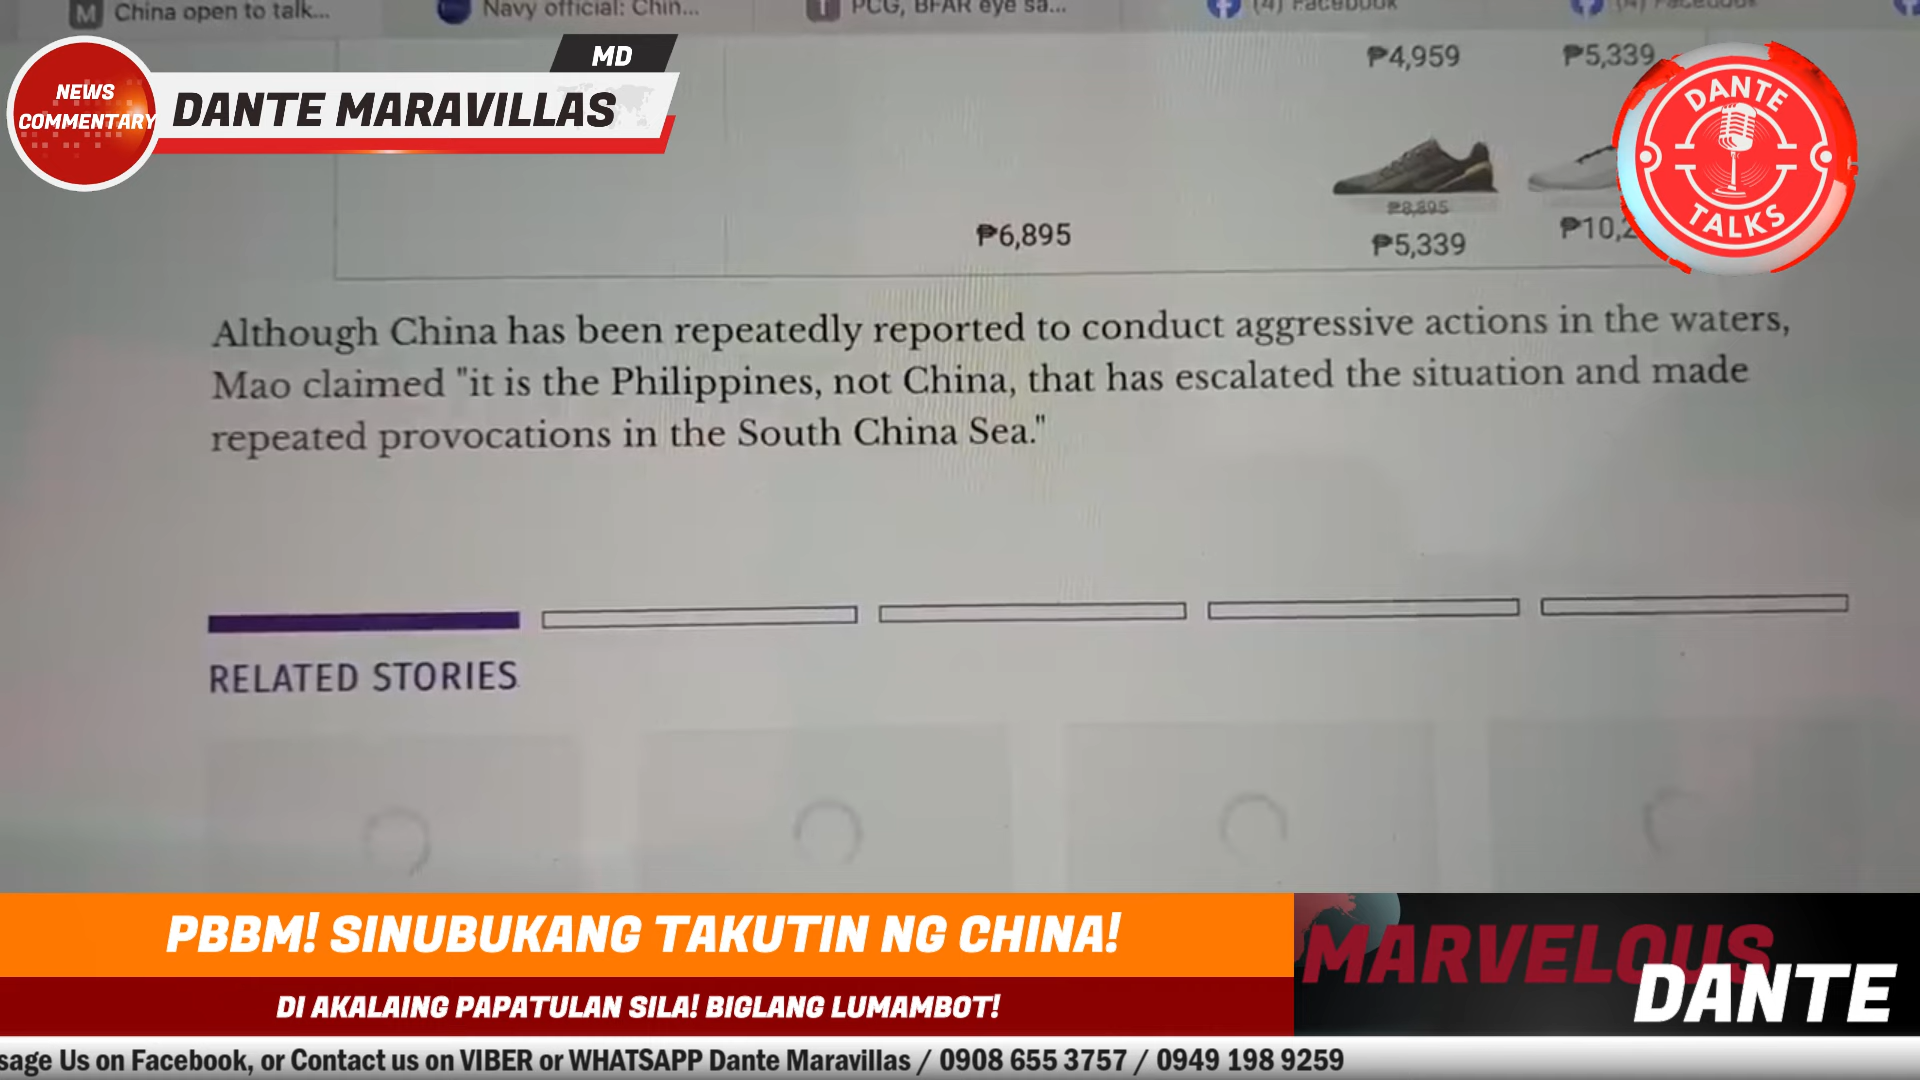 China open to talk...
Navy official: Chin...
PCG, BFAR eye sa...
(4) Facebook
MD
NEWS
COMMENTARY
DANTE MARAVILLAS
₱4,959
₱5,339
DANTE
TALKS
₱6,895
₱8,895
₱5,339
Although China has been repeatedly reported to conduct aggressive actions in the waters,
Mao claimed "it is the Philippines, not China, that has escalated the situation and made
repeated provocations in the South China Sea."
RELATED STORIES
PBBM! SINUBUKANG TAKUTIN NG CHINA!
DI AKALAING PAPATULAN SILA! BIGLANG LUMAMBOT!
MARVELOUS
DANTE
sage Us on Facebook, or Contact us on VIBER or WHATSAPP Dante Maravillas / 0908 655 3757 / 0949 198 9259